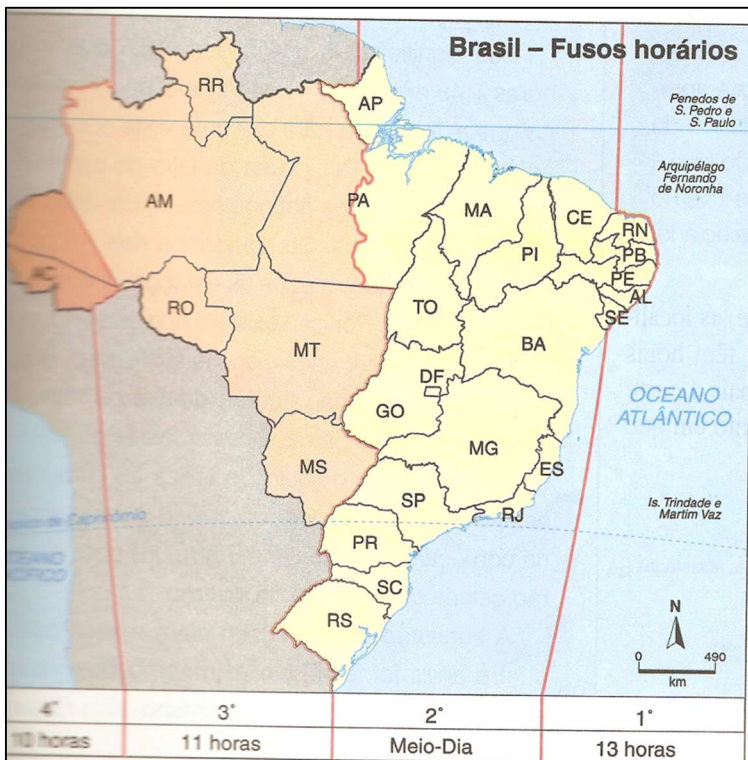 Brasil – Fusos horários
RR
AP
Penedos de
S. Pedro e
S. Paulo
Arquipélago
Fernando
de Noronha
AM
PA
MA
CE
RN
PB
PI
PE
AL
SE
AC
RO
TO
MT
BA
DF
GO
OCEANO
ATLÂNTICO
MG
MS
ES
SP
RJ
Is. Trindade e
Martim Vaz
de Capricórnio
PR
SC
RS
N
0 490
km
4° 3° 2° 1°
10 horas 11 horas Meio-Dia 13 horas